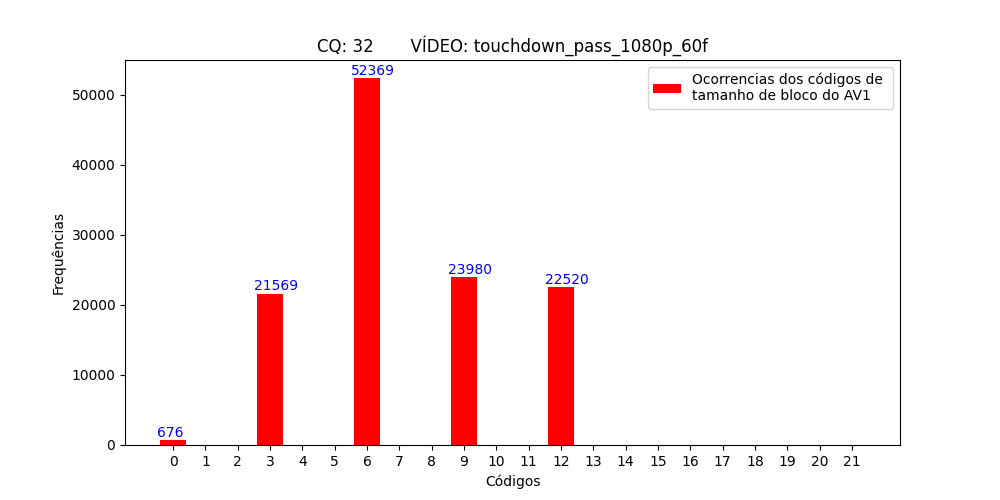 CQ: 32 VÍDEO: touchdown_pass_1080p_60f
Ocorrencias dos códigos de
tamanho de bloco do AV1
Frequências
50000
40000
30000
20000
10000
0
676
21569
52369
23980
22520
0 1 2 3 4 5 6 7 8 9 10 11 12 13 14 15 16 17 18 19 20 21
Códigos